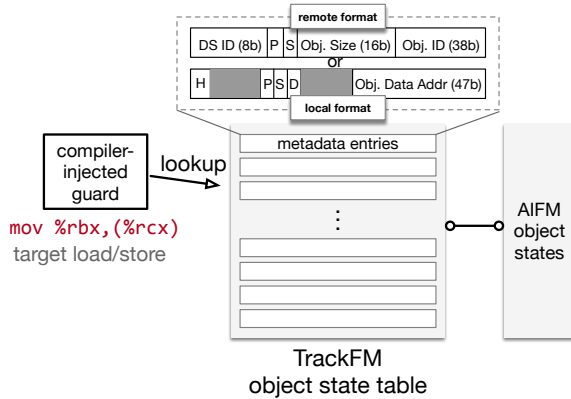 remote format
DS ID (8b) P S Obj. Size (16b) Obj. ID (38b)
or
H P S D Obj. Data Addr (47b)
local format
metadata entries
compiler-
injected
guard
lookup
mov %rbx,(%rcx)
target load/store
⋮
AIFM
object
states
TrackFM
object state table